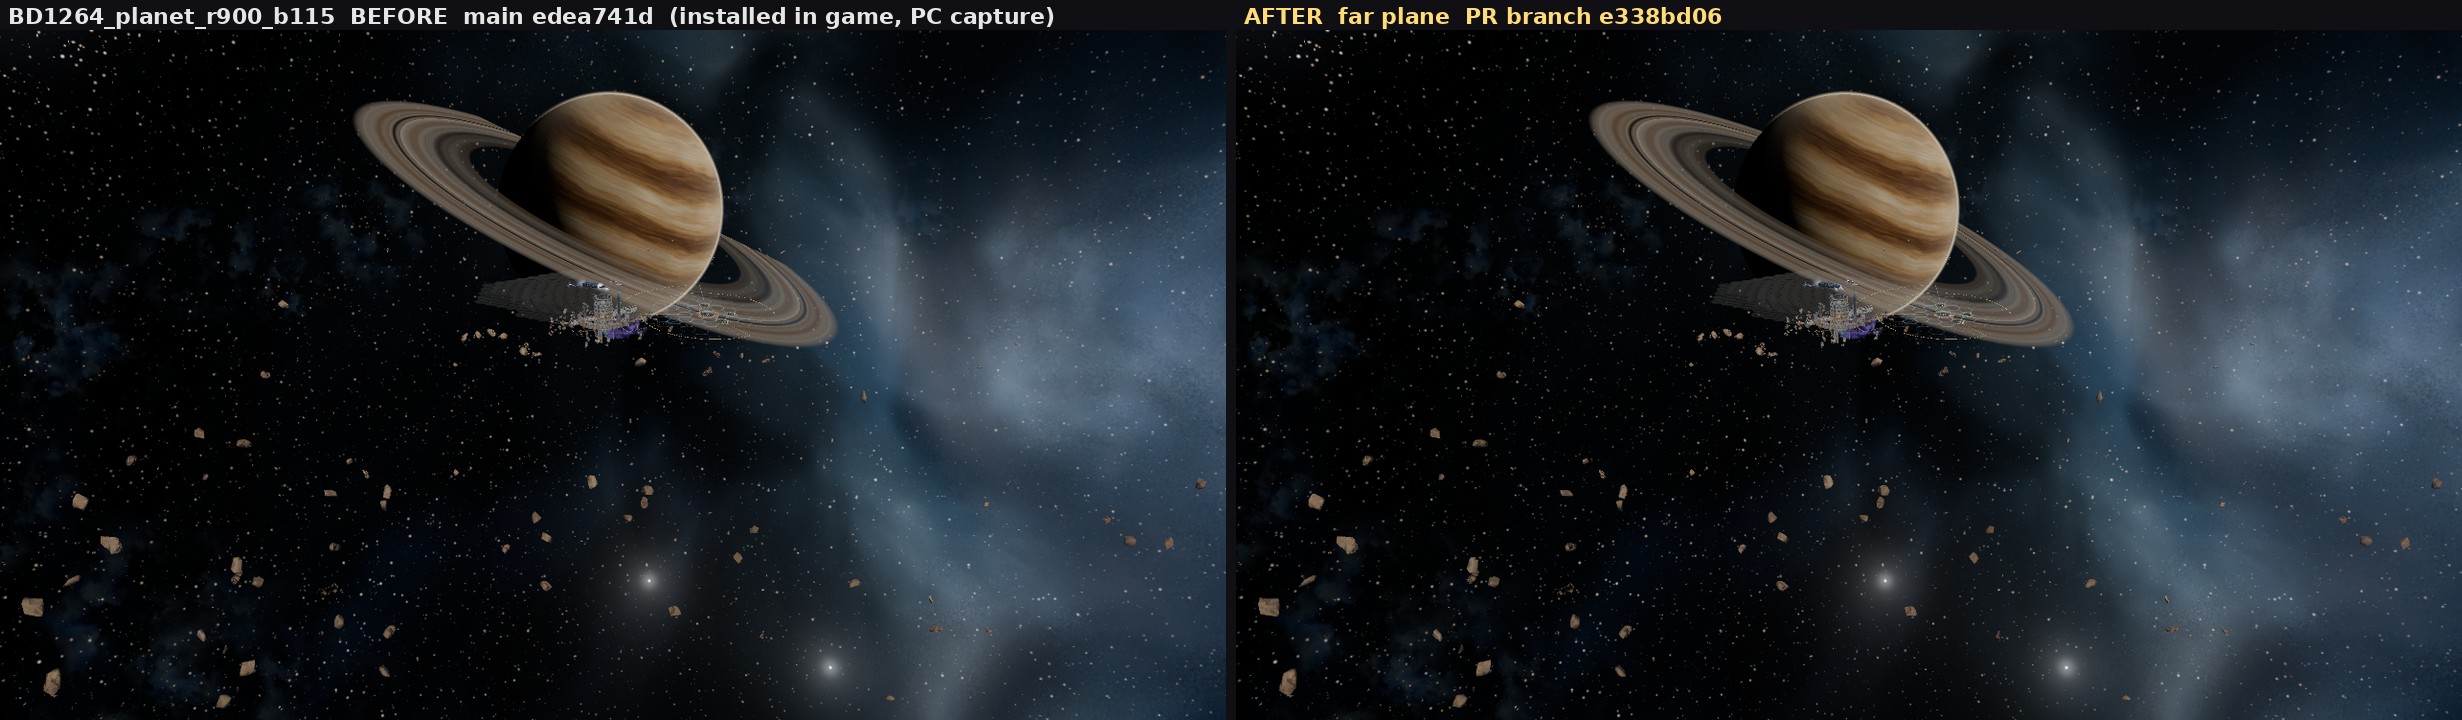 BD1264_planet_r900_b115 BEFORE main edea741d (installed in game, PC capture)
AFTER far plane PR branch e338bd06